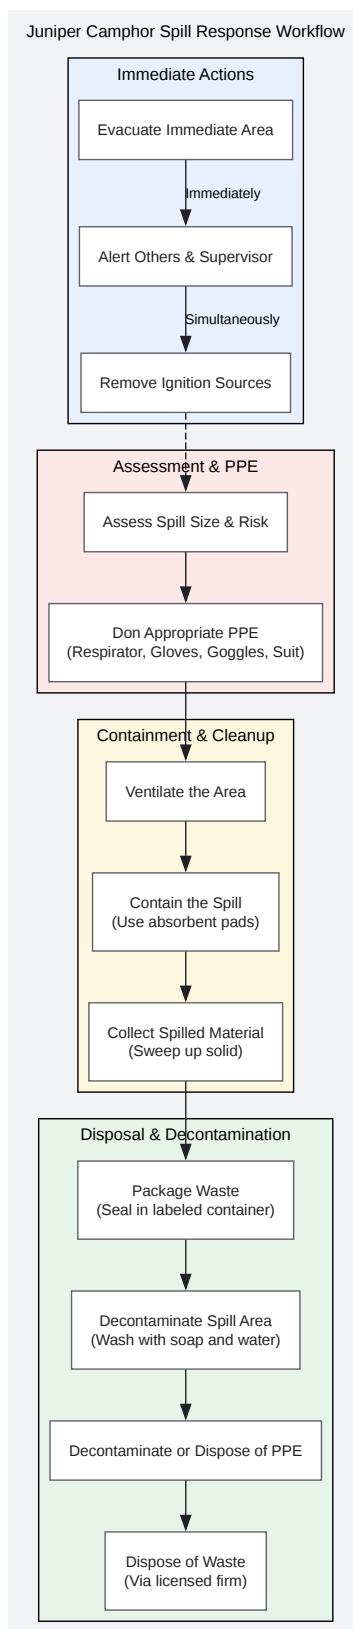 Juniper Camphor Spill Response Workflow
Immediate Actions
Evacuate Immediate Area
Immediately
Alert Others & Supervisor
Simultaneously
Remove Ignition Sources
Assessment & PPE
Assess Spill Size & Risk
Don Appropriate PPE
(Respirator, Gloves, Goggles, Suit)
Containment & Cleanup
Ventilate the Area
Contain the Spill
(Use absorbent pads)
Collect Spilled Material
(Sweep up solid)
Disposal & Decontamination
Package Waste
(Seal in labeled container)
Decontaminate Spill Area
(Wash with soap and water)
Decontaminate or Dispose of PPE
Dispose of Waste
(Via licensed firm)